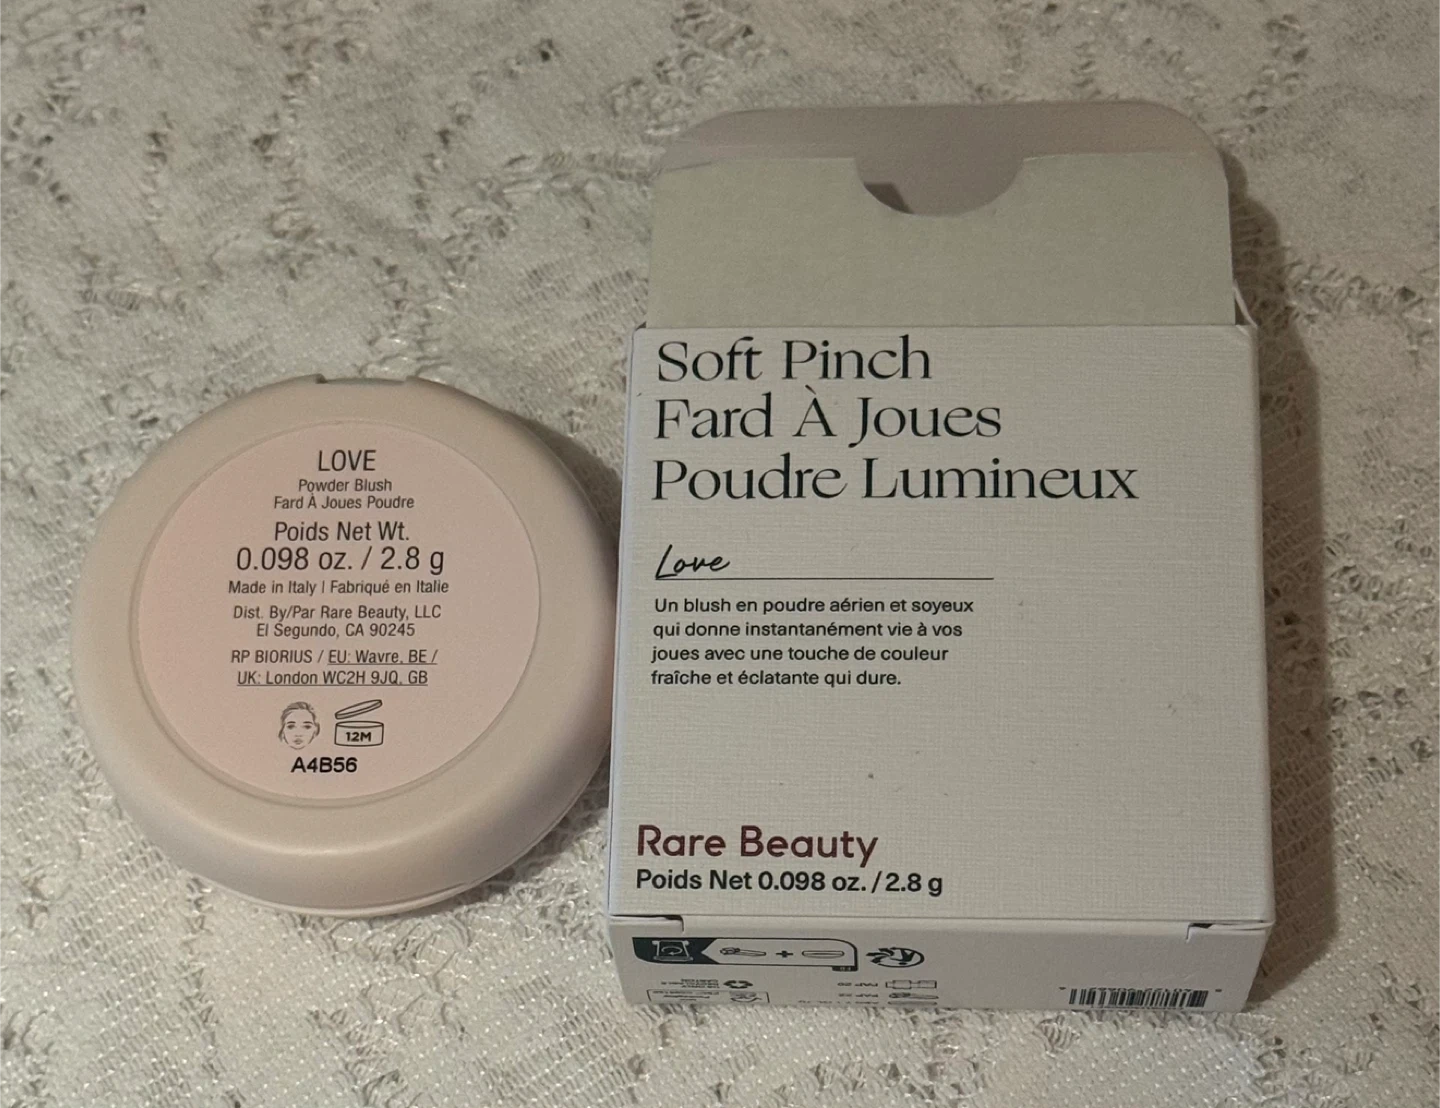 LOVE
Powder Blush
Fard À Joues Poudre
Poids Net Wt.
0.098 oz. / 2.8 g
Made in Italy | Fabriqué en Italie
Dist. By/Par Rare Beauty, LLC
El Segundo, CA 90245
RP BIORIUS / EU: Wavre, BE /
UK: London WC2H 9JQ, GB
12M
A4B56
Soft Pinch
Fard À Joues
Poudre Lumineux
Love
Un blush en poudre aérien et soyeux
qui donne instantanément vie à vos
joues avec une touche de couleur
fraîche et éclatante qui dure.
Rare Beauty
Poids Net 0.098 oz. / 2.8 g